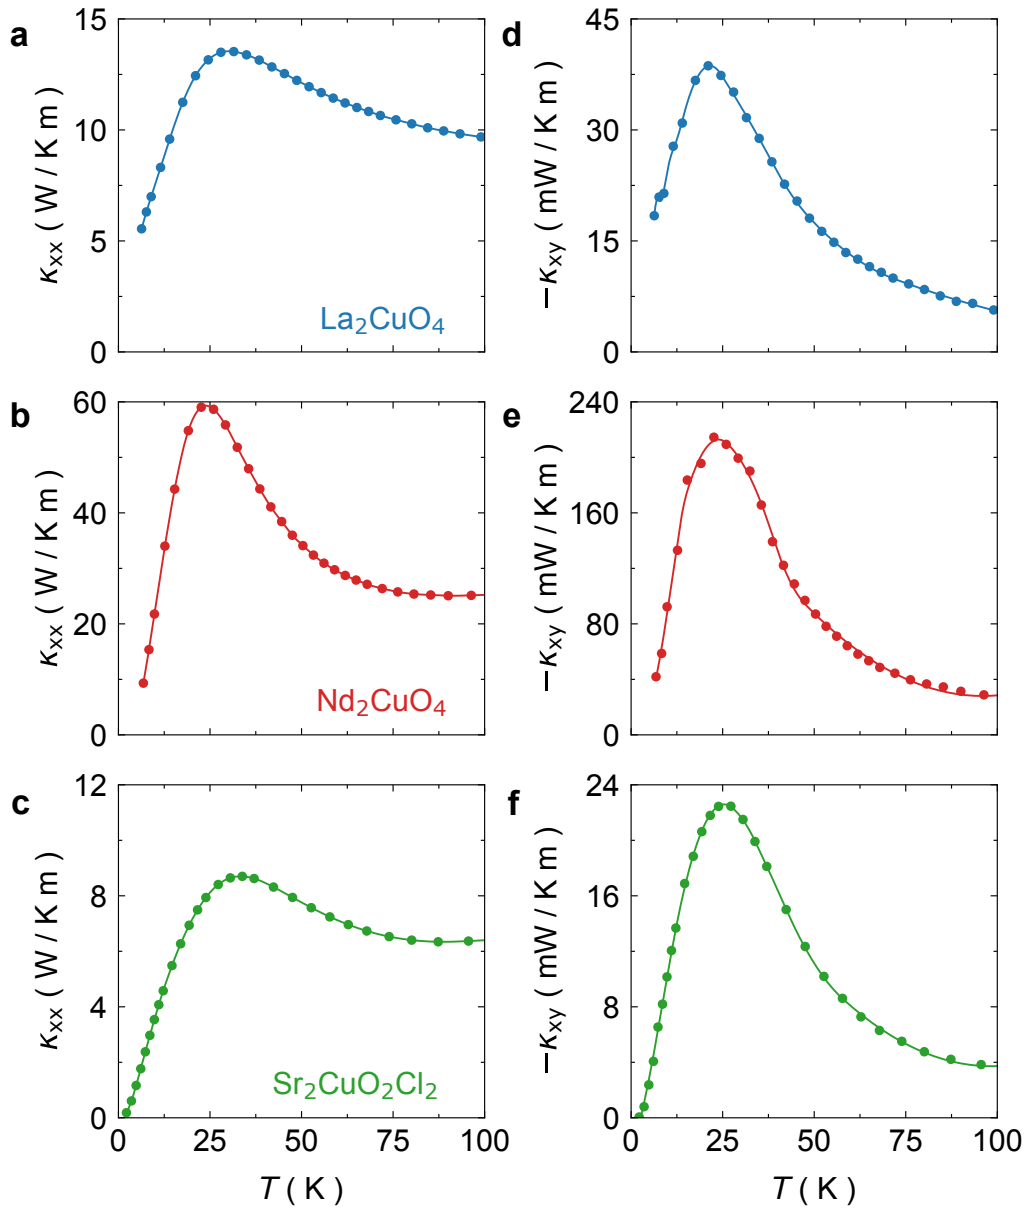 a
15
10
5
0
κxx ( W / K m )
La₂CuO₄
d
45
30
15
0
−κxy ( mW / K m )
b
60
40
20
0
κxx ( W / K m )
Nd₂CuO₄
e
240
160
80
0
−κxy ( mW / K m )
c
12
8
4
0
κxx ( W / K m )
Sr₂CuO₂Cl₂
0 25 50 75 100
T ( K )
f
24
16
8
0
−κxy ( mW / K m )
0 25 50 75 100
T ( K )